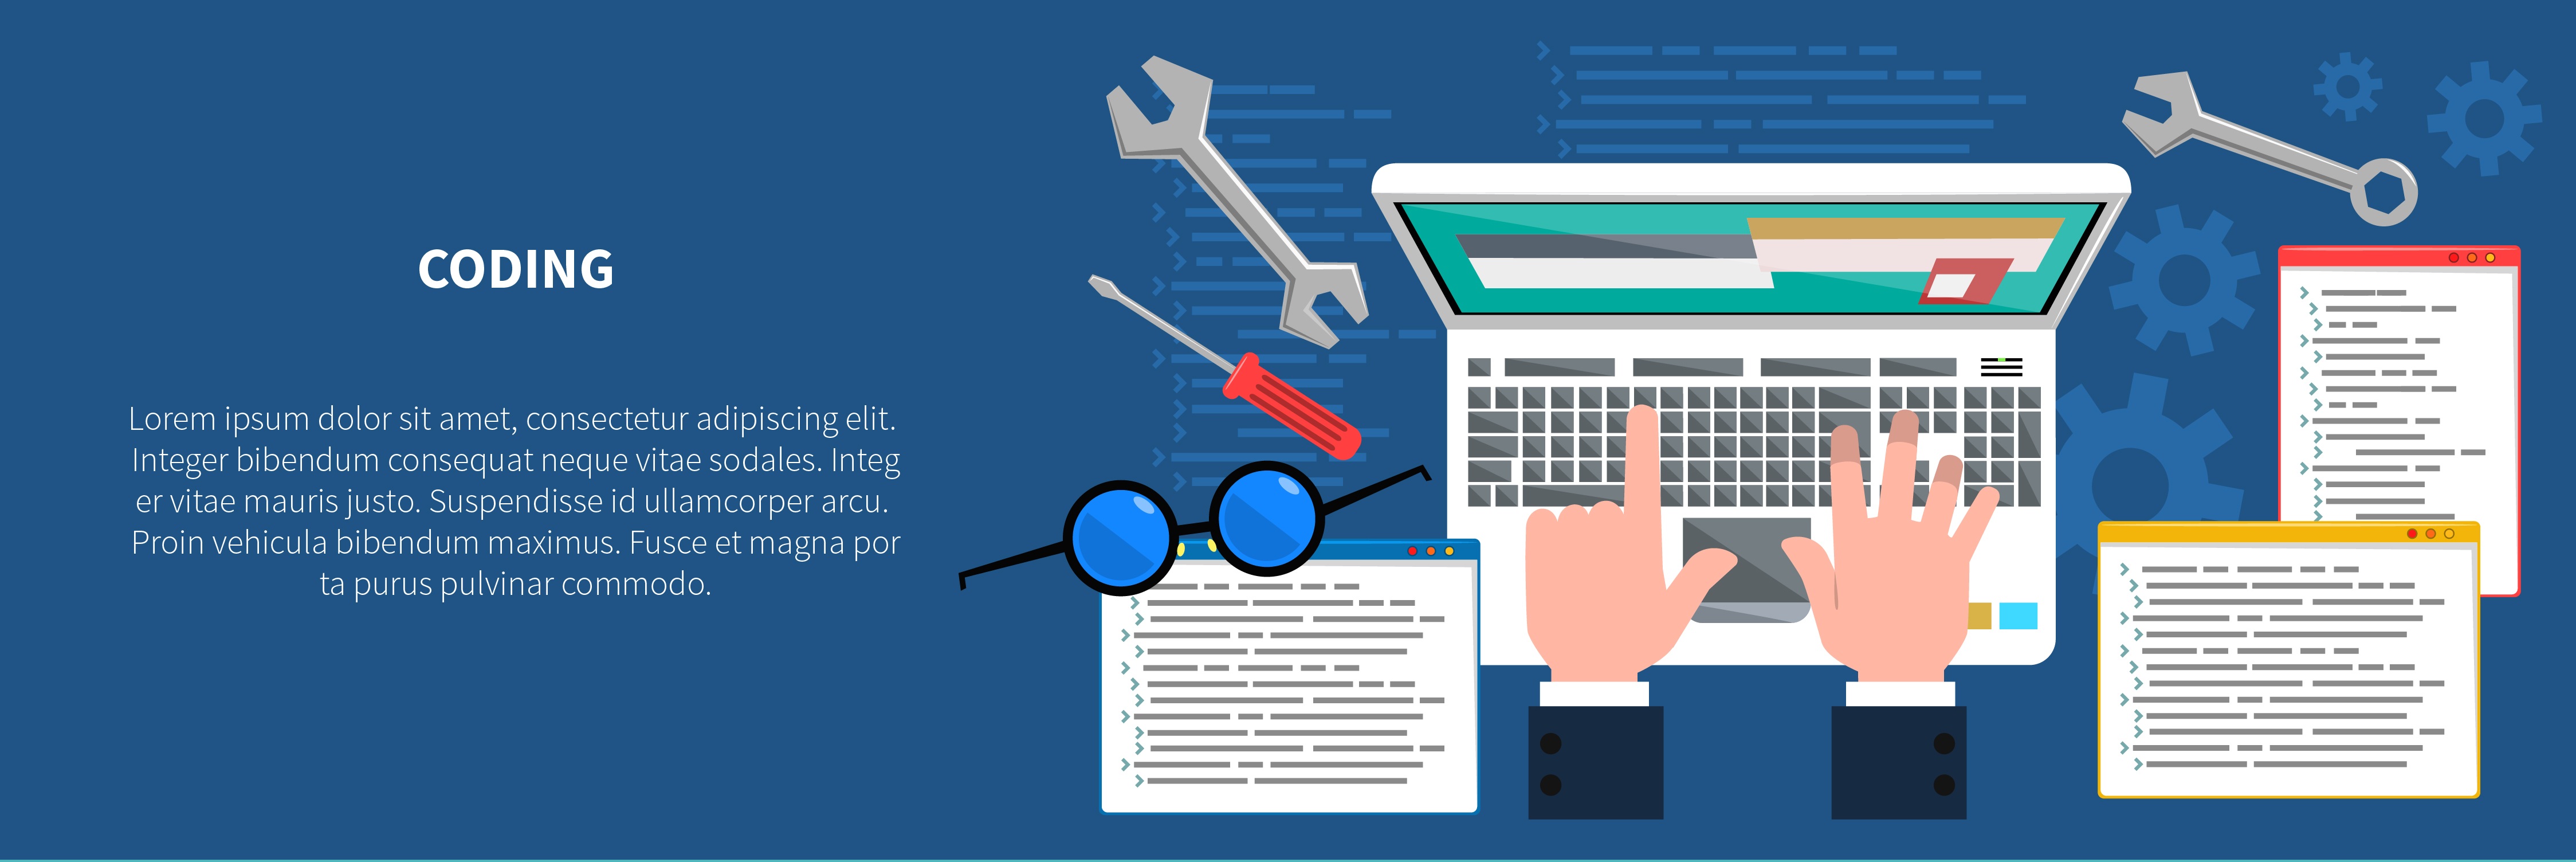 CODING
Lorem ipsum dolor sit amet, consectetur adipiscing elit.
Integer bibendum consequat neque vitae sodales. Integ
er vitae mauris justo. Suspendisse id ullamcorper arcu.
Proin vehicula bibendum maximus. Fusce et magna por
ta purus pulvinar commodo.